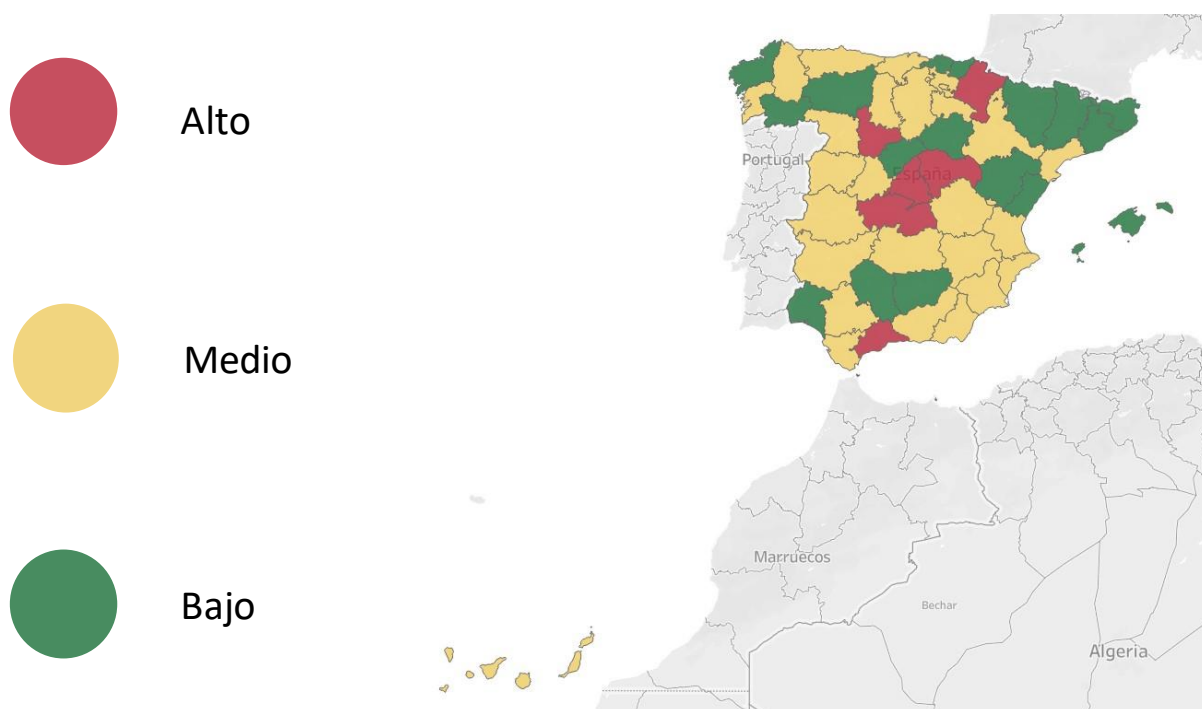 Alto
Medio
Bajo
Portugal
España
Marruecos
Bechar
Algeria